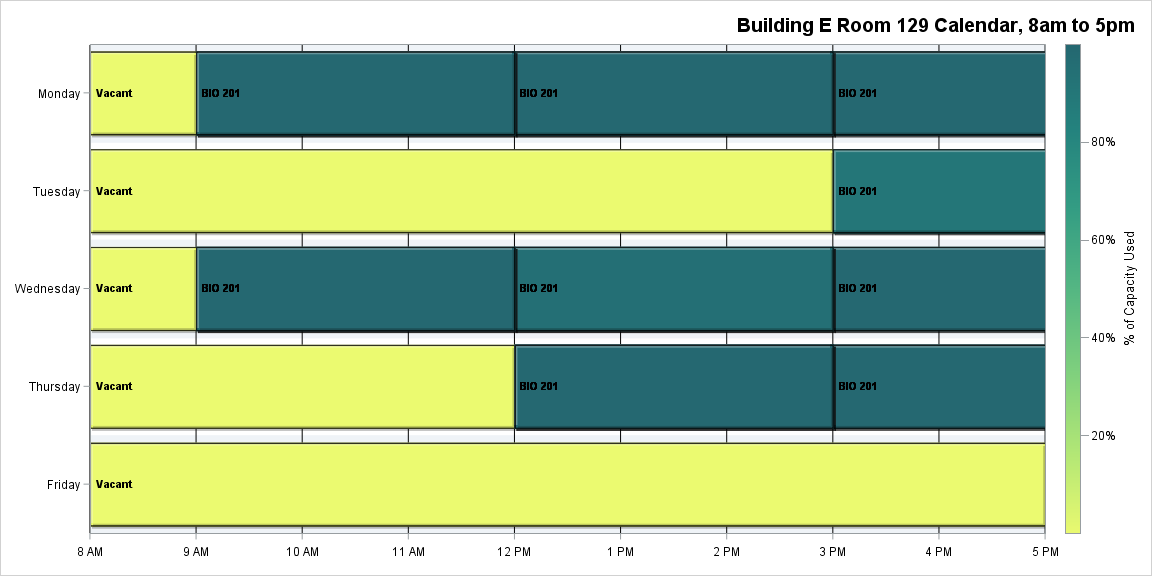 Building E Room 129 Calendar, 8am to 5pm
Monday
Vacant
BIO 201
BIO 201
BIO 201
80%
Tuesday
Vacant
BIO 201
60%
Wednesday
Vacant
BIO 201
BIO 201
BIO 201
% of Capacity Used
40%
Thursday
Vacant
BIO 201
BIO 201
20%
Friday
Vacant
8 AM
9 AM
10 AM
11 AM
12 PM
1 PM
2 PM
3 PM
4 PM
5 PM